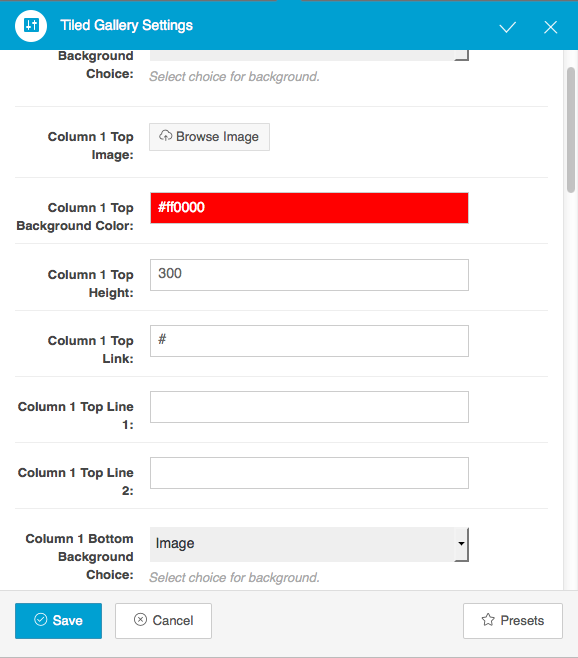 Tiled Gallery Settings
Background
Choice:
Select choice for background.
Column 1 Top
Image:
Browse Image
Column 1 Top
Background Color:
#ff0000
Column 1 Top
Height:
300
Column 1 Top
Link:
#
Column 1 Top Line
1:
Column 1 Top Line
2:
Column 1 Bottom
Background
Choice:
Image
Select choice for background.
Save
Cancel
Presets